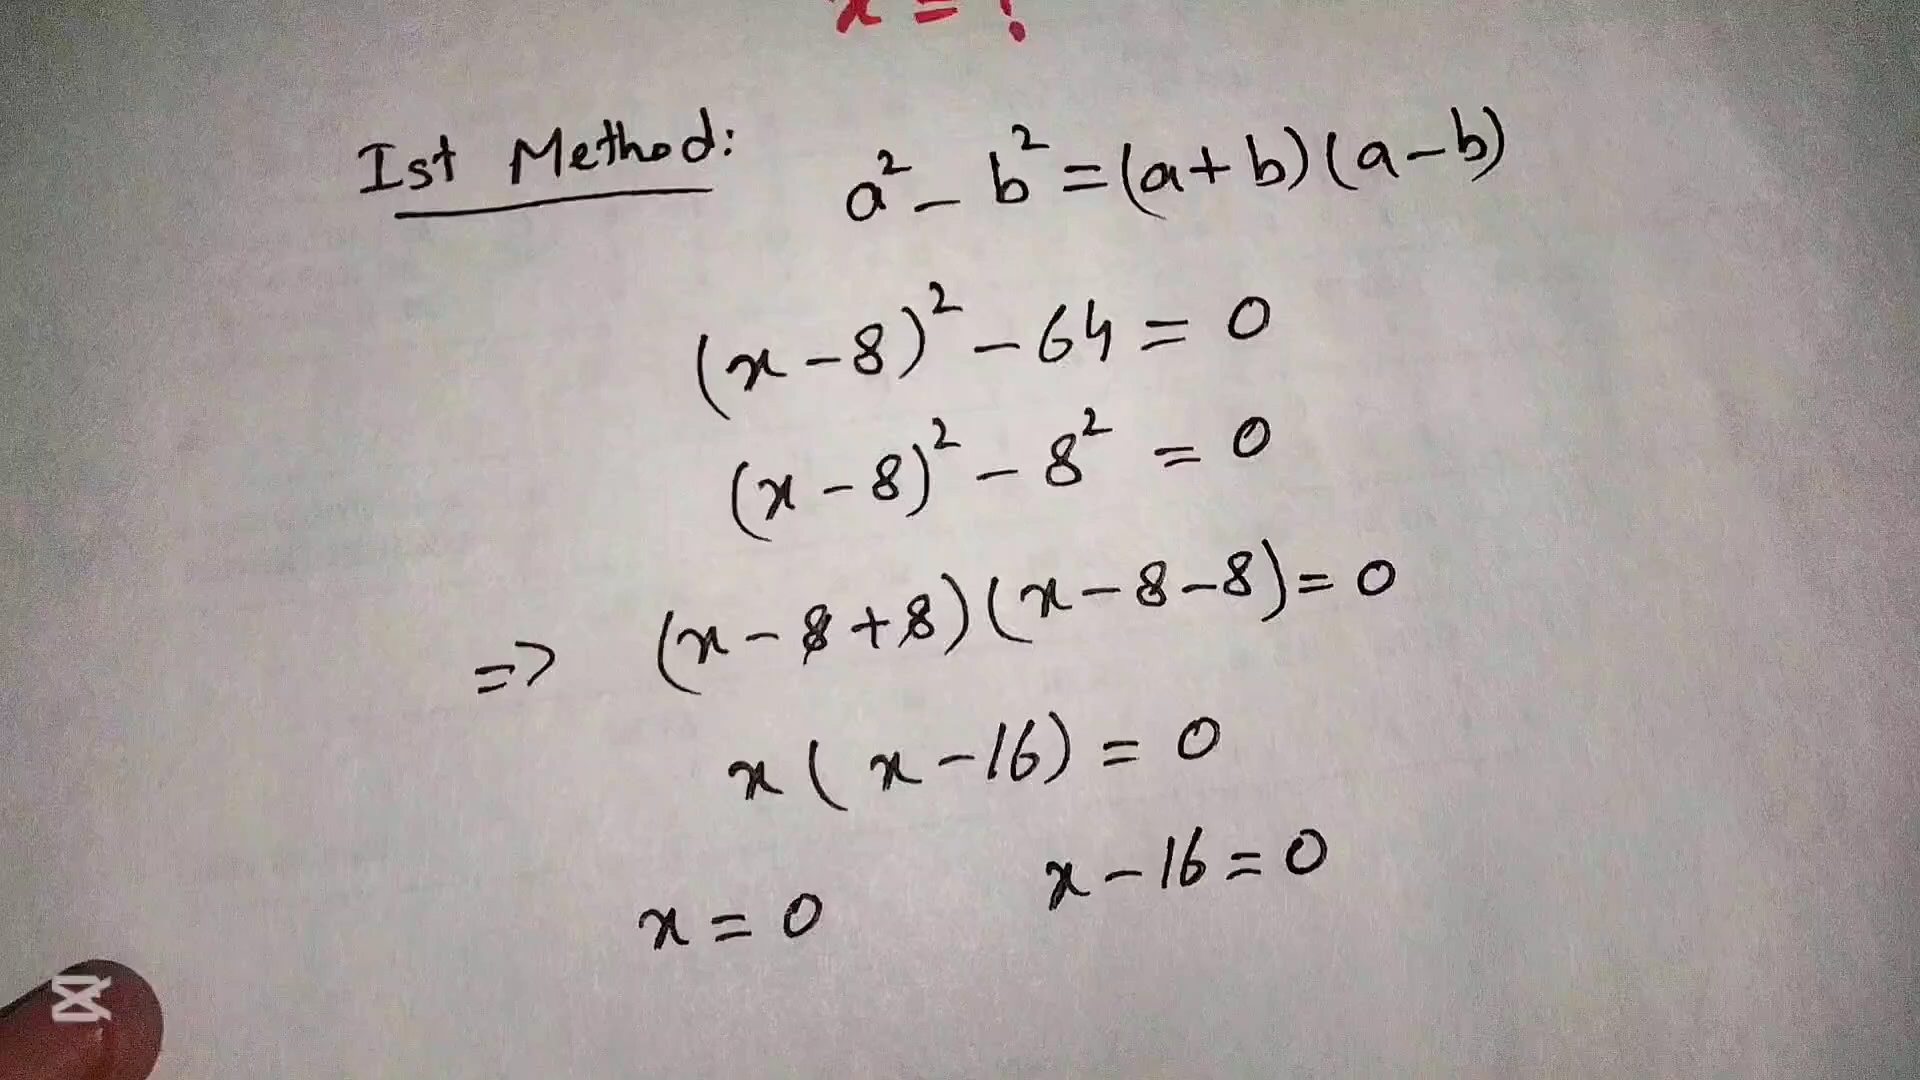 x = ?
Ist Method: a² - b² = (a+b)(a-b)
(x-8)² - 64 = 0
(x-8)² - 8² = 0
=> (x-8+8)(x-8-8) = 0
x(x-16) = 0
x-16 = 0
x = 0